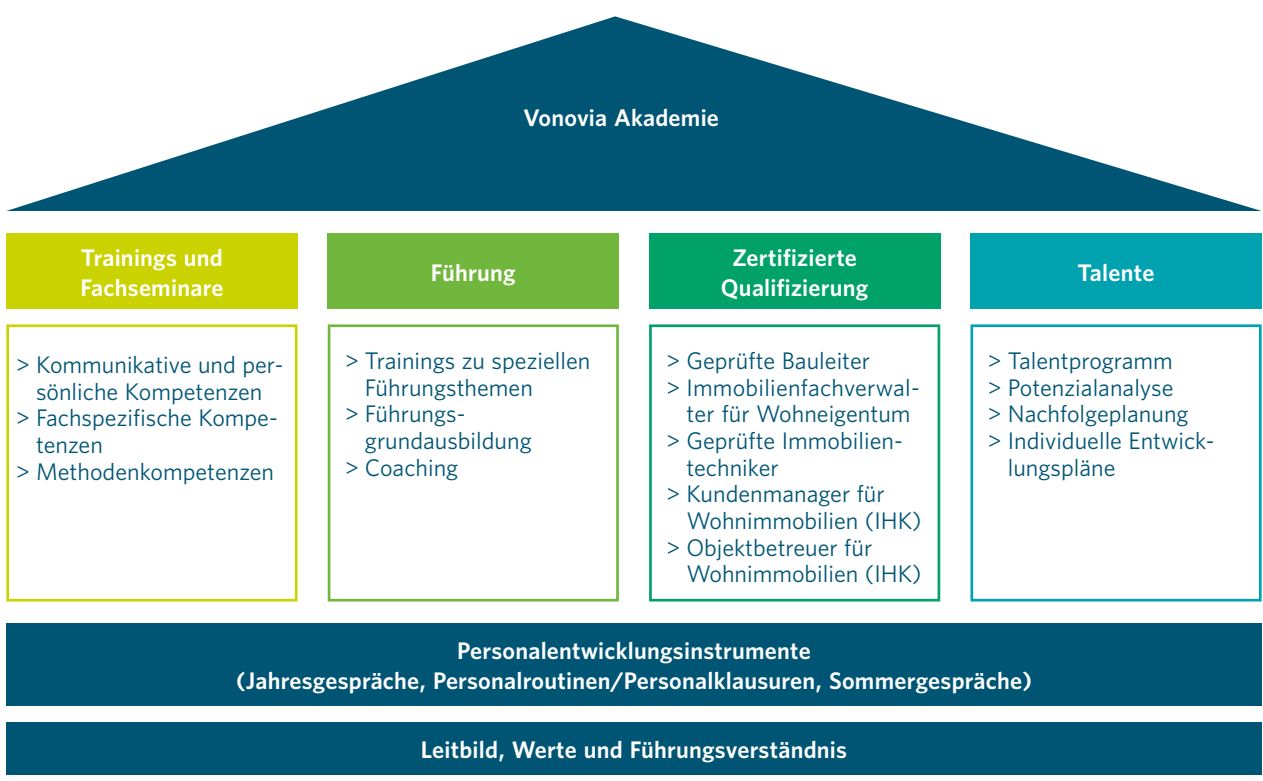 Vonovia Akademie
Trainings und
Fachseminare
> Kommunikative und per-
sönliche Kompetenzen
> Fachspezifische Kompe-
tenzen
> Methodenkompetenzen
Führung
> Trainings zu speziellen
Führungsthemen
> Führungs-
grundausbildung
> Coaching
Zertifizierte
Qualifizierung
> Geprüfte Bauleiter
> Immobilienfachverwal-
ter für Wohneigentum
> Geprüfte Immobilien-
techniker
> Kundenmanager für
Wohnimmobilien (IHK)
> Objektbetreuer für
Wohnimmobilien (IHK)
Talente
> Talentprogramm
> Potenzialanalyse
> Nachfolgeplanung
> Individuelle Entwick-
lungspläne
Personalentwicklungsinstrumente
(Jahresgespräche, Personalroutinen/Personalklausuren, Sommergespräche)
Leitbild, Werte und Führungsverständnis